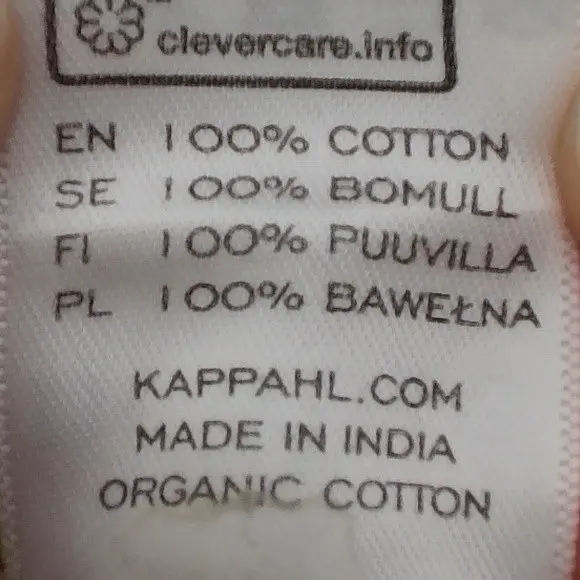 clevercare.info
EN 100% COTTON
SE 100% BOMULL
FI 100% PUUVILLA
PL 100% BAWEŁNA
KAPPAHL.COM
MADE IN INDIA
ORGANIC COTTON